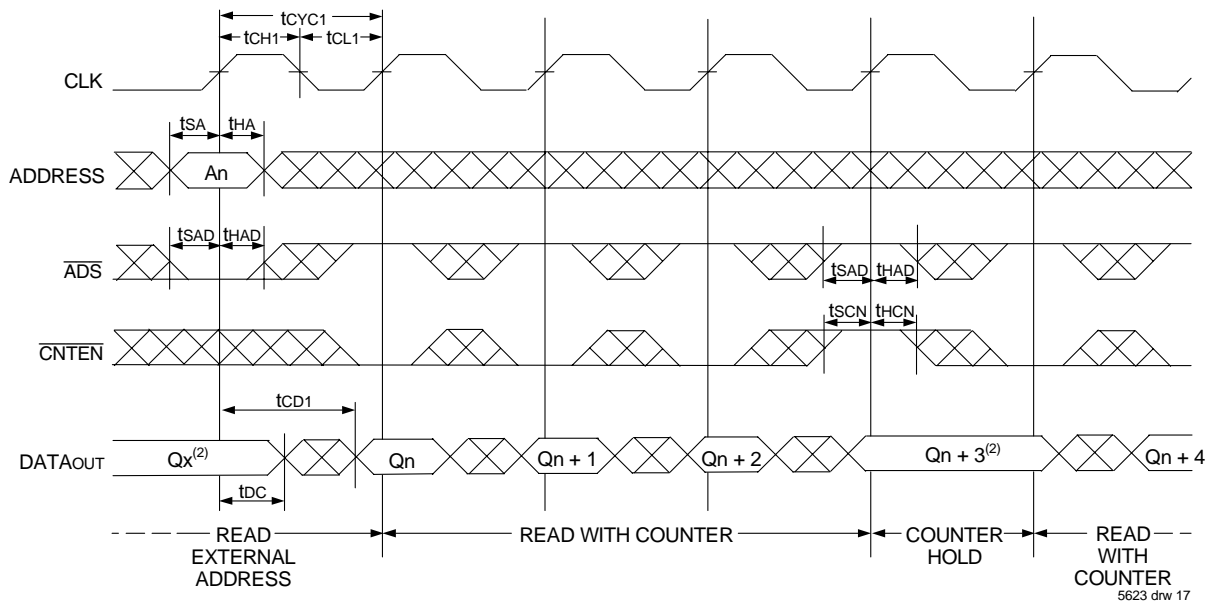 tCYC1
tCH1 tCL1
CLK
tSA tHA
ADDRESS An
tSAD tHAD
ADS
tSAD tHAD
tSCN tHCN
CNTEN
tCD1
DATAOUT Qx(2) Qn Qn + 1 Qn + 2 Qn + 3(2) Qn + 4
tDC
READ
EXTERNAL
ADDRESS
READ WITH COUNTER
COUNTER
HOLD
READ
WITH
COUNTER
5623 drw 17